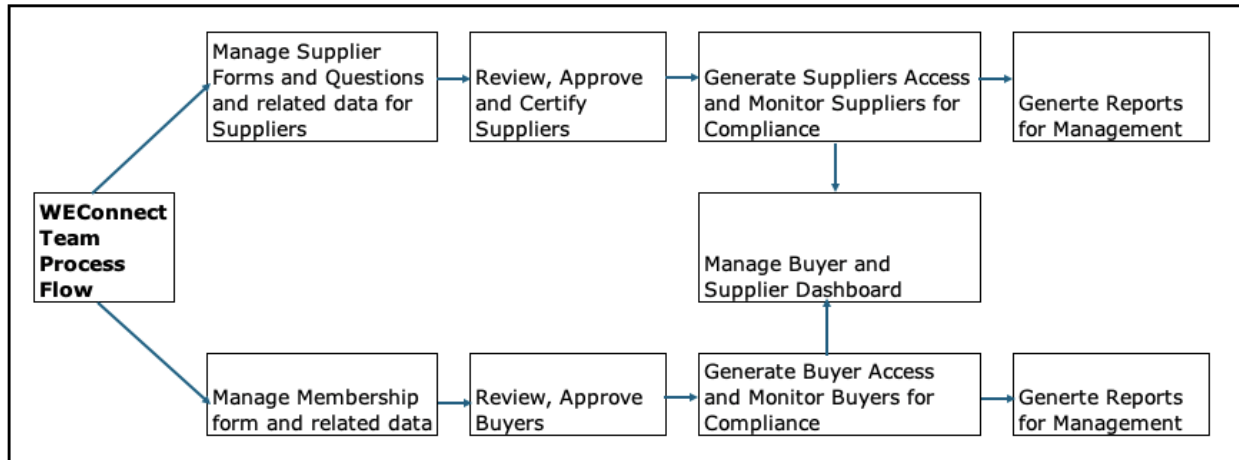 Manage Supplier
Forms and Questions
and related data for
Suppliers
Review, Approve
and Certify
Suppliers
Generate Suppliers Access
and Monitor Suppliers for
Compliance
Generte Reports
for Management
WEConnect
Team
Process
Flow
Manage Buyer and
Supplier Dashboard
Manage Membership
form and related data
Review, Approve
Buyers
Generate Buyer Access
and Monitor Buyers for
Compliance
Generte Reports
for Management